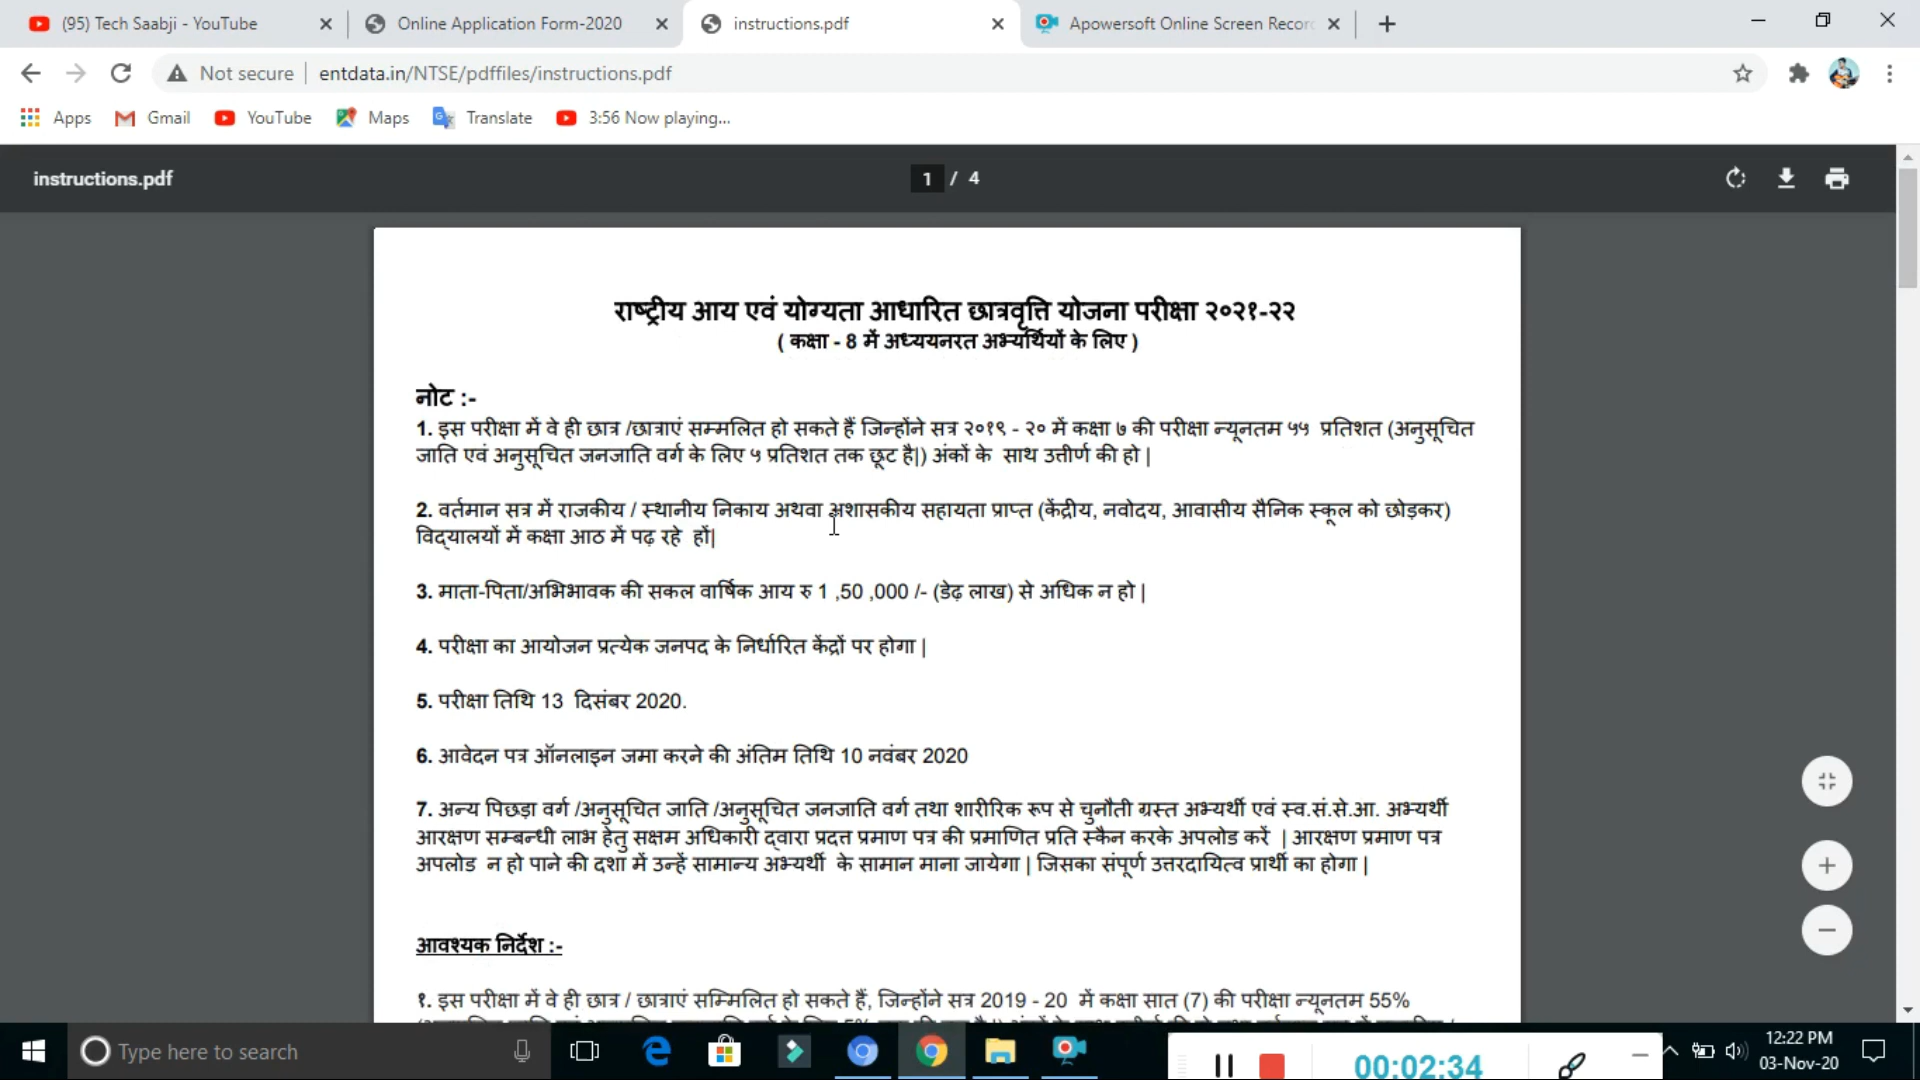 (95) Tech Saabji - YouTube
Online Application Form-2020
instructions.pdf
Apowersoft Online Screen Recor
Not secure
entdata.in/NTSE/pdffiles/instructions.pdf
Apps
Gmail
YouTube
Maps
Translate
3:56 Now playing...
instructions.pdf
1 / 4
राष्ट्रीय आय एवं योग्यता आधारित छात्रवृत्ति योजना परीक्षा २०२१-२२
( कक्षा - 8 में अध्ययनरत अभ्यर्थियों के लिए )
नोट :-
1. इस परीक्षा में वे ही छात्र /छात्राएं सम्मलित हो सकते हैं जिन्होंने सत्र २०१९ - २० में कक्षा ७ की परीक्षा न्यूनतम ५५ प्रतिशत (अनुसूचित
जाति एवं अनुसूचित जनजाति वर्ग के लिए ५ प्रतिशत तक छूट है|) अंकों के साथ उत्तीर्ण की हो |
2. वर्तमान सत्र में राजकीय / स्थानीय निकाय अथवा अशासकीय सहायता प्राप्त (केंद्रीय, नवोदय, आवासीय सैनिक स्कूल को छोड़कर)
विद्यालयों में कक्षा आठ में पढ़ रहे हों|
3. माता-पिता/अभिभावक की सकल वार्षिक आय रु 1 ,50 ,000 /- (डेढ़ लाख) से अधिक न हो |
4. परीक्षा का आयोजन प्रत्येक जनपद के निर्धारित केंद्रों पर होगा |
5. परीक्षा तिथि 13 दिसंबर 2020.
6. आवेदन पत्र ऑनलाइन जमा करने की अंतिम तिथि 10 नवंबर 2020
7. अन्य पिछड़ा वर्ग /अनुसूचित जाति /अनुसूचित जनजाति वर्ग तथा शारीरिक रूप से चुनौती ग्रस्त अभ्यर्थी एवं स्व.सं.से.आ. अभ्यर्थी
आरक्षण सम्बन्धी लाभ हेतु सक्षम अधिकारी द्वारा प्रदत्त प्रमाण पत्र की प्रमाणित प्रति स्कैन करके अपलोड करें | आरक्षण प्रमाण पत्र
अपलोड न हो पाने की दशा में उन्हें सामान्य अभ्यर्थी के सामान माना जायेगा | जिसका संपूर्ण उत्तरदायित्व प्रार्थी का होगा |
आवश्यक निर्देश :-
१. इस परीक्षा में वे ही छात्र / छात्राएं सम्मिलित हो सकते हैं, जिन्होंने सत्र 2019 - 20 में कक्षा सात (7) की परीक्षा न्यूनतम 55%
Type here to search
00:02:34
12:22 PM
03-Nov-20